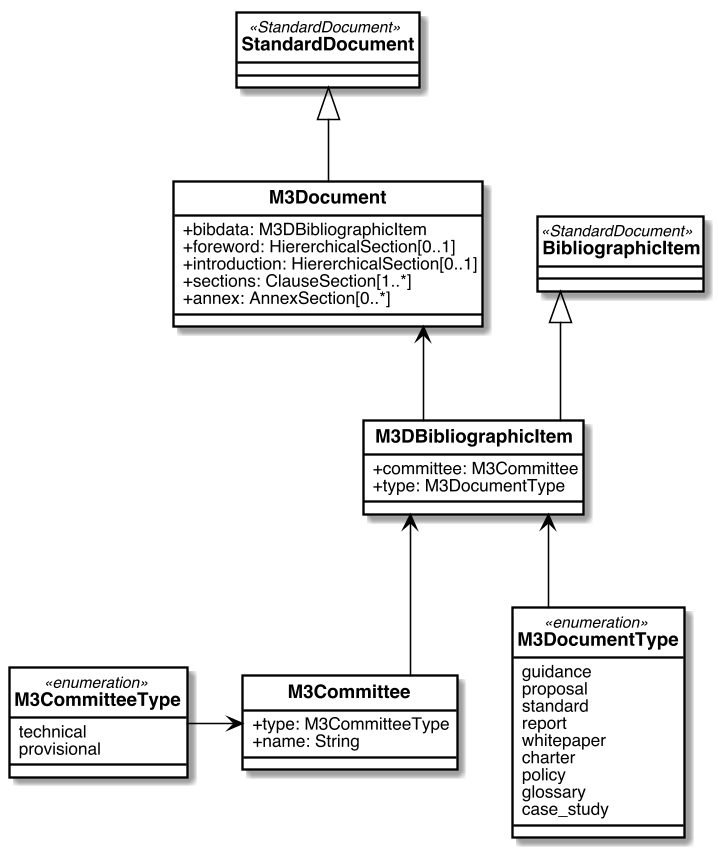 «StandardDocument»
StandardDocument
M3Document
+bibdata: M3DBibliographicItem
+foreword: HiererchicalSection[0..1]
+introduction: HiererchicalSection[0..1]
+sections: ClauseSection[1..*]
+annex: AnnexSection[0..*]
«StandardDocument»
BibliographicItem
M3DBibliographicItem
+committee: M3Committee
+type: M3DocumentType
«enumeration»
M3DocumentType
guidance
proposal
standard
report
whitepaper
charter
policy
glossary
case_study
«enumeration»
M3CommitteeType
technical
provisional
M3Committee
+type: M3CommitteeType
+name: String